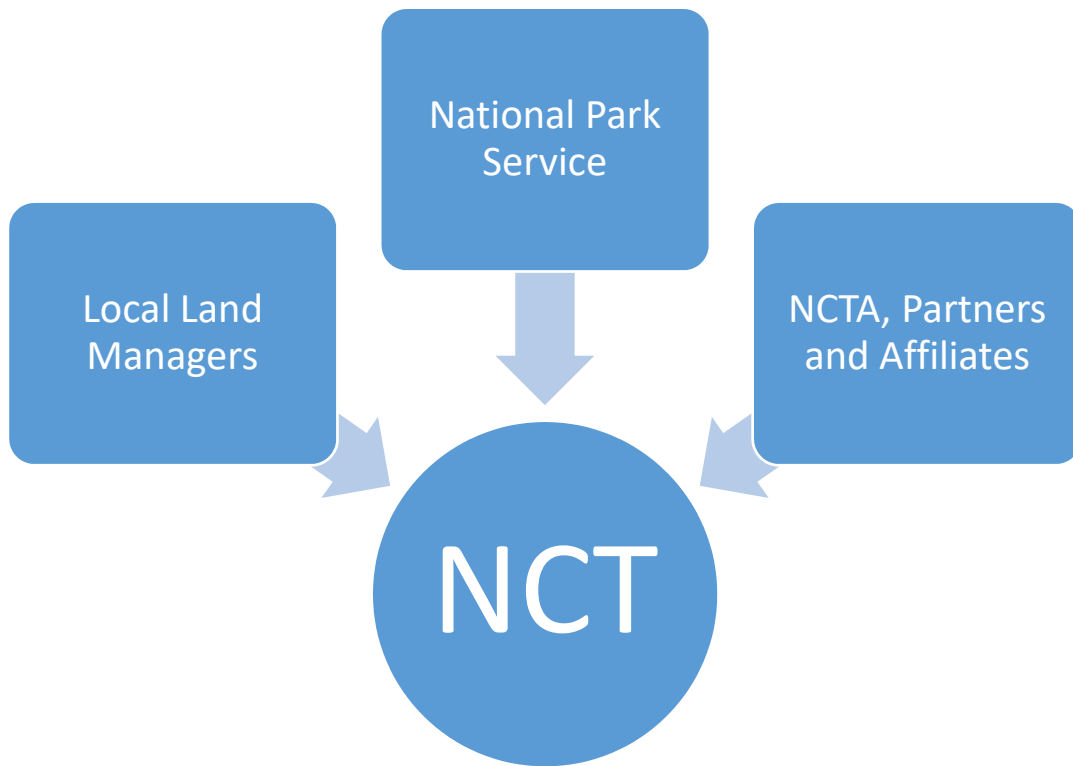 National Park
Service
Local Land
Managers
NCTA, Partners
and Affiliates
NCT